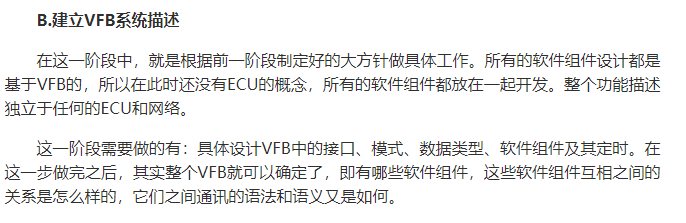 B.建立VFB系统描述
在这一阶段中，就是根据前一阶段制定好的大方针做具体工作。所有的软件组件设计都是
基于VFB的，所以在此时还没有ECU的概念，所有的软件组件都放在一起开发。整个功能描述
独立于任何的ECU和网络。
这一阶段需要做的有：具体设计VFB中的接口、模式、数据类型、软件组件及其定时。在
这一步做完之后，其实整个VFB就可以确定了，即有哪些软件组件，这些软件组件互相之间的
关系是怎么样的，它们之间通讯的语法和语义又是如何。